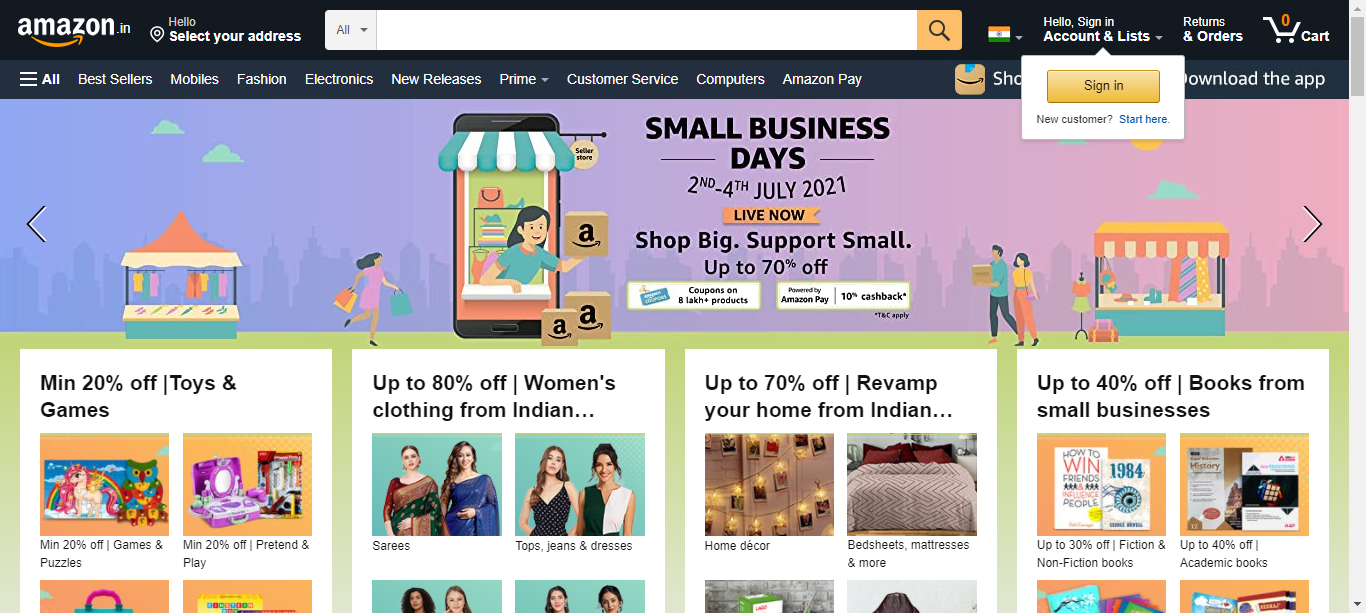 amazon.in
Hello
Select your address
All
Hello, Sign in
Account & Lists
Returns
& Orders
0
Cart
All
Best Sellers
Mobiles
Fashion
Electronics
New Releases
Prime
Customer Service
Computers
Amazon Pay
Sho
Download the app
Sign in
New customer? Start here.
Seller
store
a
a
a
SMALL BUSINESS
DAYS
2ND-4TH JULY 2021
LIVE NOW
Shop Big. Support Small.
Up to 70% off
Coupons on
8 lakh+ products
Powered by
Amazon Pay
10% cashback*
*T&C apply
Min 20% off |Toys &
Games
Min 20% off | Games &
Puzzles
Min 20% off | Pretend &
Play
Up to 80% off | Women's
clothing from Indian…
Sarees
Tops, jeans & dresses
Up to 70% off | Revamp
your home from Indian…
Home décor
Bedsheets, mattresses
& more
Up to 40% off | Books from
small businesses
HOW TO
WIN
FRIENDS
&
INFLUENCE
PEOPLE
1984
GEORGE ORWELL
History
12
Up to 30% off | Fiction &
Non-Fiction books
Up to 40% off |
Academic books
EINSTEIN